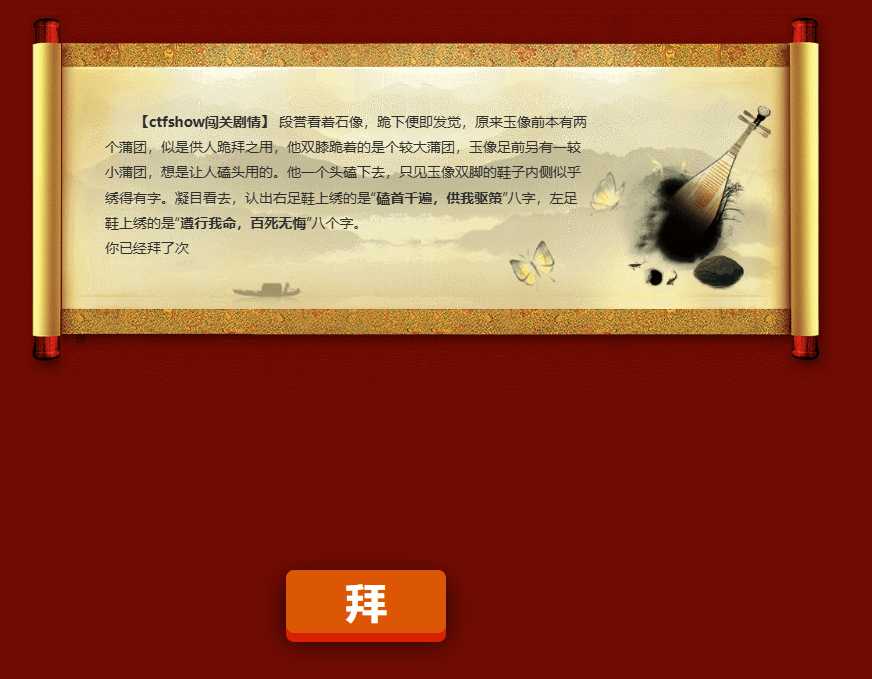 【ctfshow闯关剧情】 段誉看着石像，跪下便即发觉，原来玉像前本有两
个蒲团，似是供人跪拜之用，他双膝跪着的是个较大蒲团，玉像足前另有一较
小蒲团，想是让人磕头用的。他一个头磕下去，只见玉像双脚的鞋子内侧似乎
绣得有字。凝目看去，认出右足鞋上绣的是“磕首千遍，供我驱策”八字，左足
鞋上绣的是“遵行我命，百死无悔”八个字。
你已经拜了次
拜